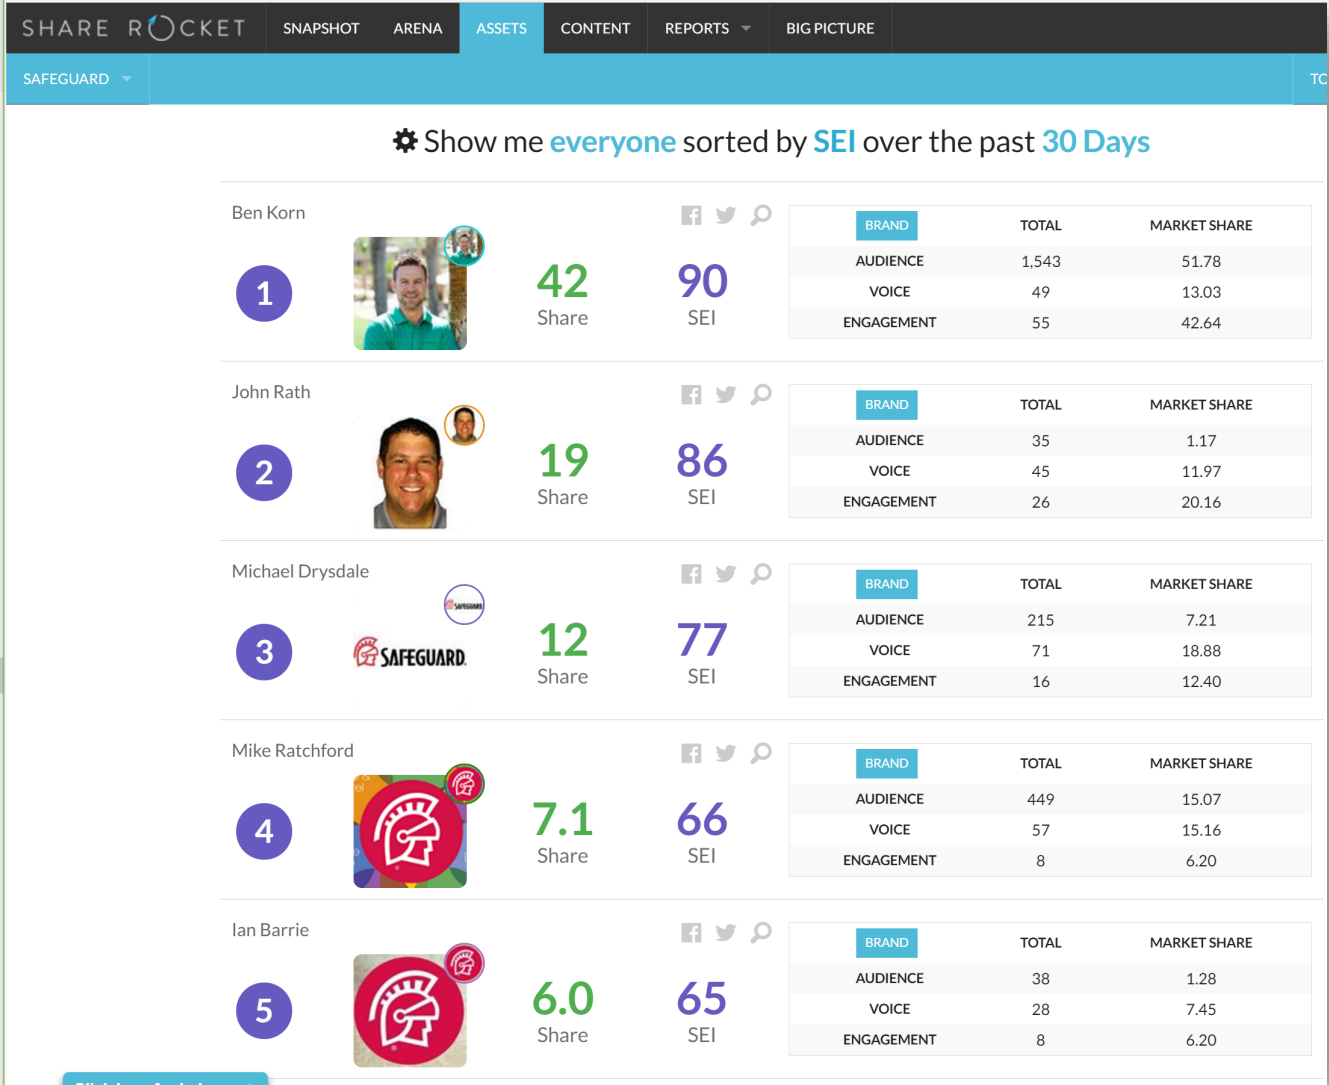 SHARE ROCKET SNAPSHOT ARENA ASSETS CONTENT REPORTS BIG PICTURE
SAFEGUARD
Show me everyone sorted by SEI over the past 30 Days
Ben Korn
1
42
Share
90
SEI
BRAND TOTAL MARKET SHARE
AUDIENCE 1,543 51.78
VOICE 49 13.03
ENGAGEMENT 55 42.64
John Rath
2
19
Share
86
SEI
BRAND TOTAL MARKET SHARE
AUDIENCE 35 1.17
VOICE 45 11.97
ENGAGEMENT 26 20.16
Michael Drysdale
3
SAFEGUARD
SAFEGUARD.
12
Share
77
SEI
BRAND TOTAL MARKET SHARE
AUDIENCE 215 7.21
VOICE 71 18.88
ENGAGEMENT 16 12.40
Mike Ratchford
4
7.1
Share
66
SEI
BRAND TOTAL MARKET SHARE
AUDIENCE 449 15.07
VOICE 57 15.16
ENGAGEMENT 8 6.20
Ian Barrie
5
6.0
Share
65
SEI
BRAND TOTAL MARKET SHARE
AUDIENCE 38 1.28
VOICE 28 7.45
ENGAGEMENT 8 6.20